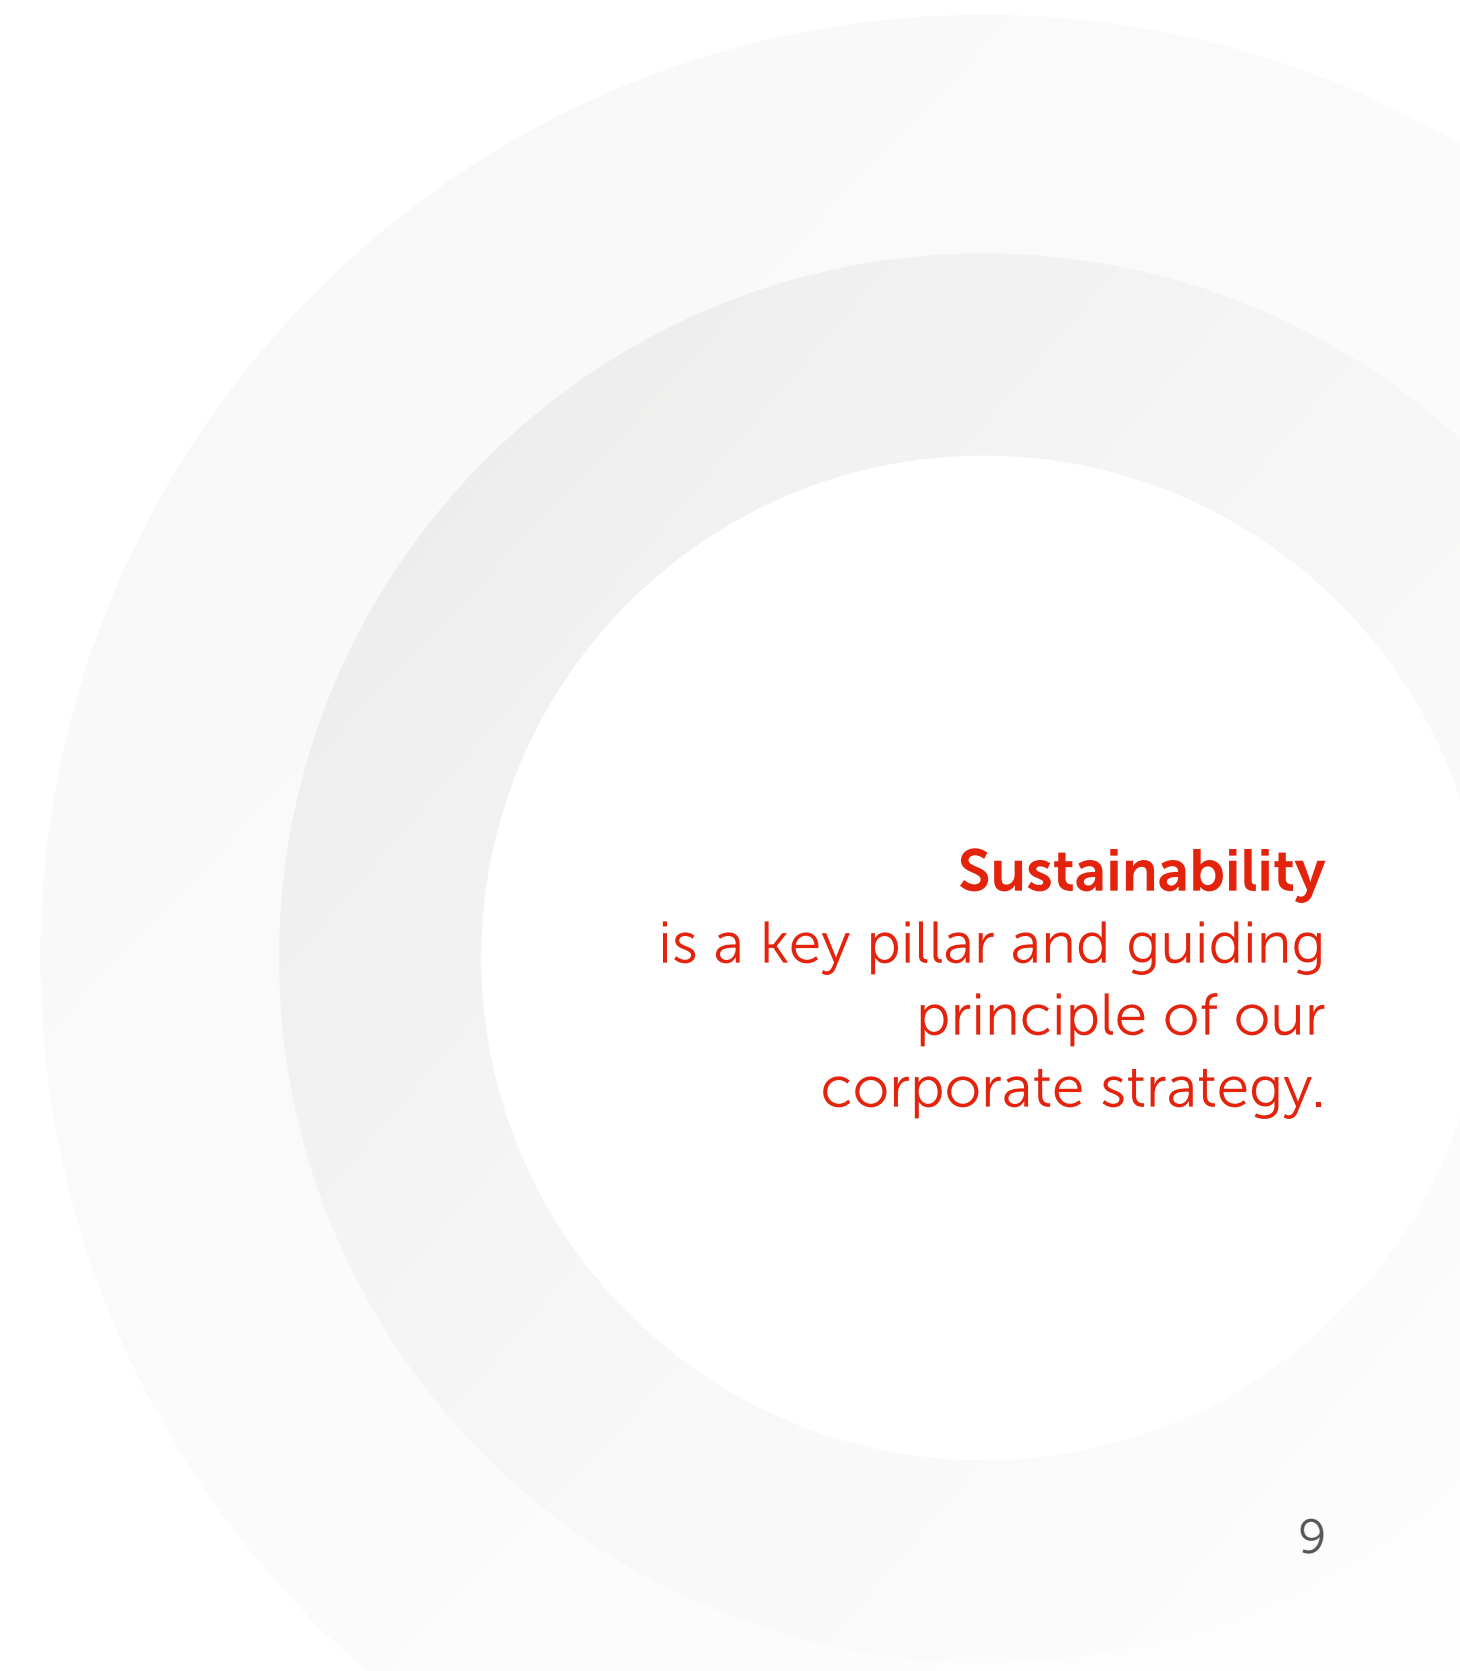 Sustainability
is a key pillar and guiding
principle of our
corporate strategy.
9